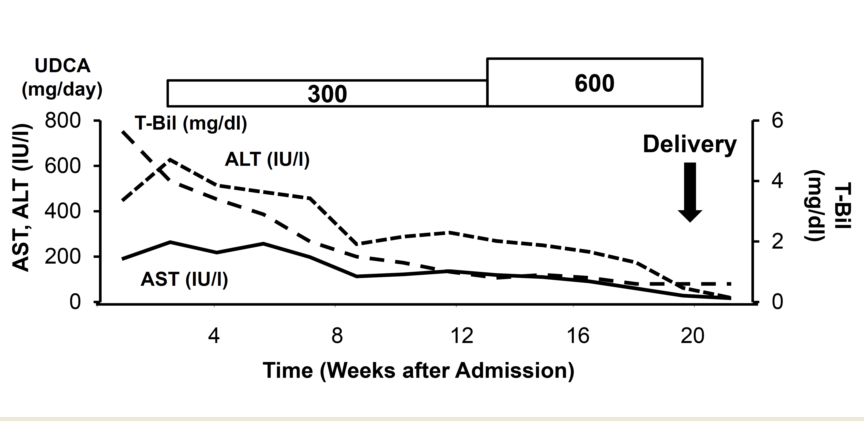 UDCA
(mg/day)
300
600
800
600
400
200
0
AST, ALT (IU/l)
T-Bil (mg/dl)
ALT (IU/l)
AST (IU/l)
Delivery
6
4
2
0
T-Bil
(mg/dl)
4
8
12
16
20
Time (Weeks after Admission)